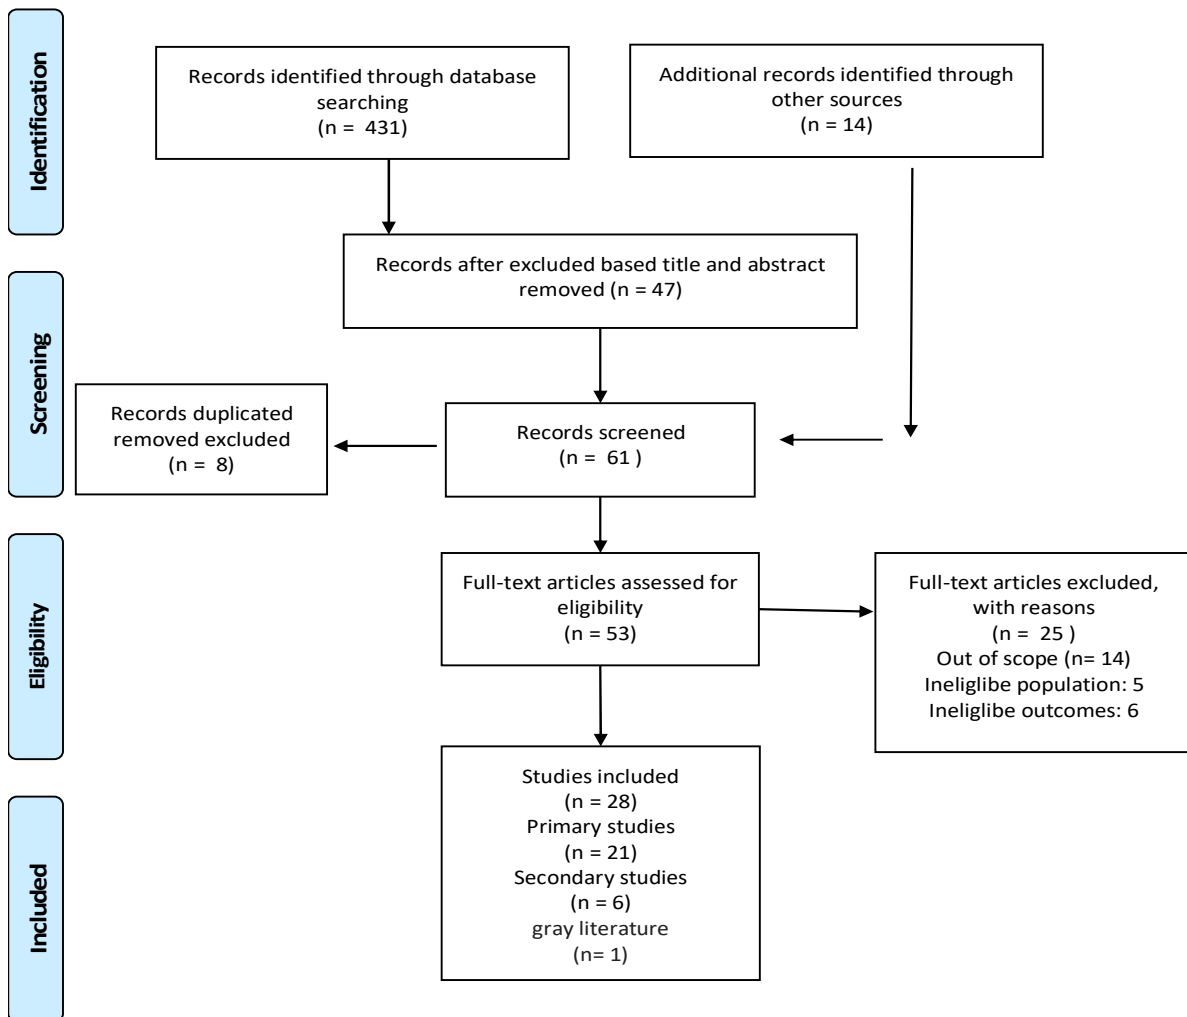 Identification
Records identified through database
searching
(n = 431)
Additional records identified through
other sources
(n = 14)
Records after excluded based title and abstract
removed (n = 47)
Screening
Records duplicated
removed excluded
(n = 8)
Records screened
(n = 61 )
Eligibility
Full-text articles assessed for
eligibility
(n = 53)
Full-text articles excluded,
with reasons
(n = 25 )
Out of scope (n= 14)
Ineliglibe population: 5
Ineliglibe outcomes: 6
Included
Studies included
(n = 28)
Primary studies
(n = 21)
Secondary studies
(n = 6)
gray literature
(n= 1)